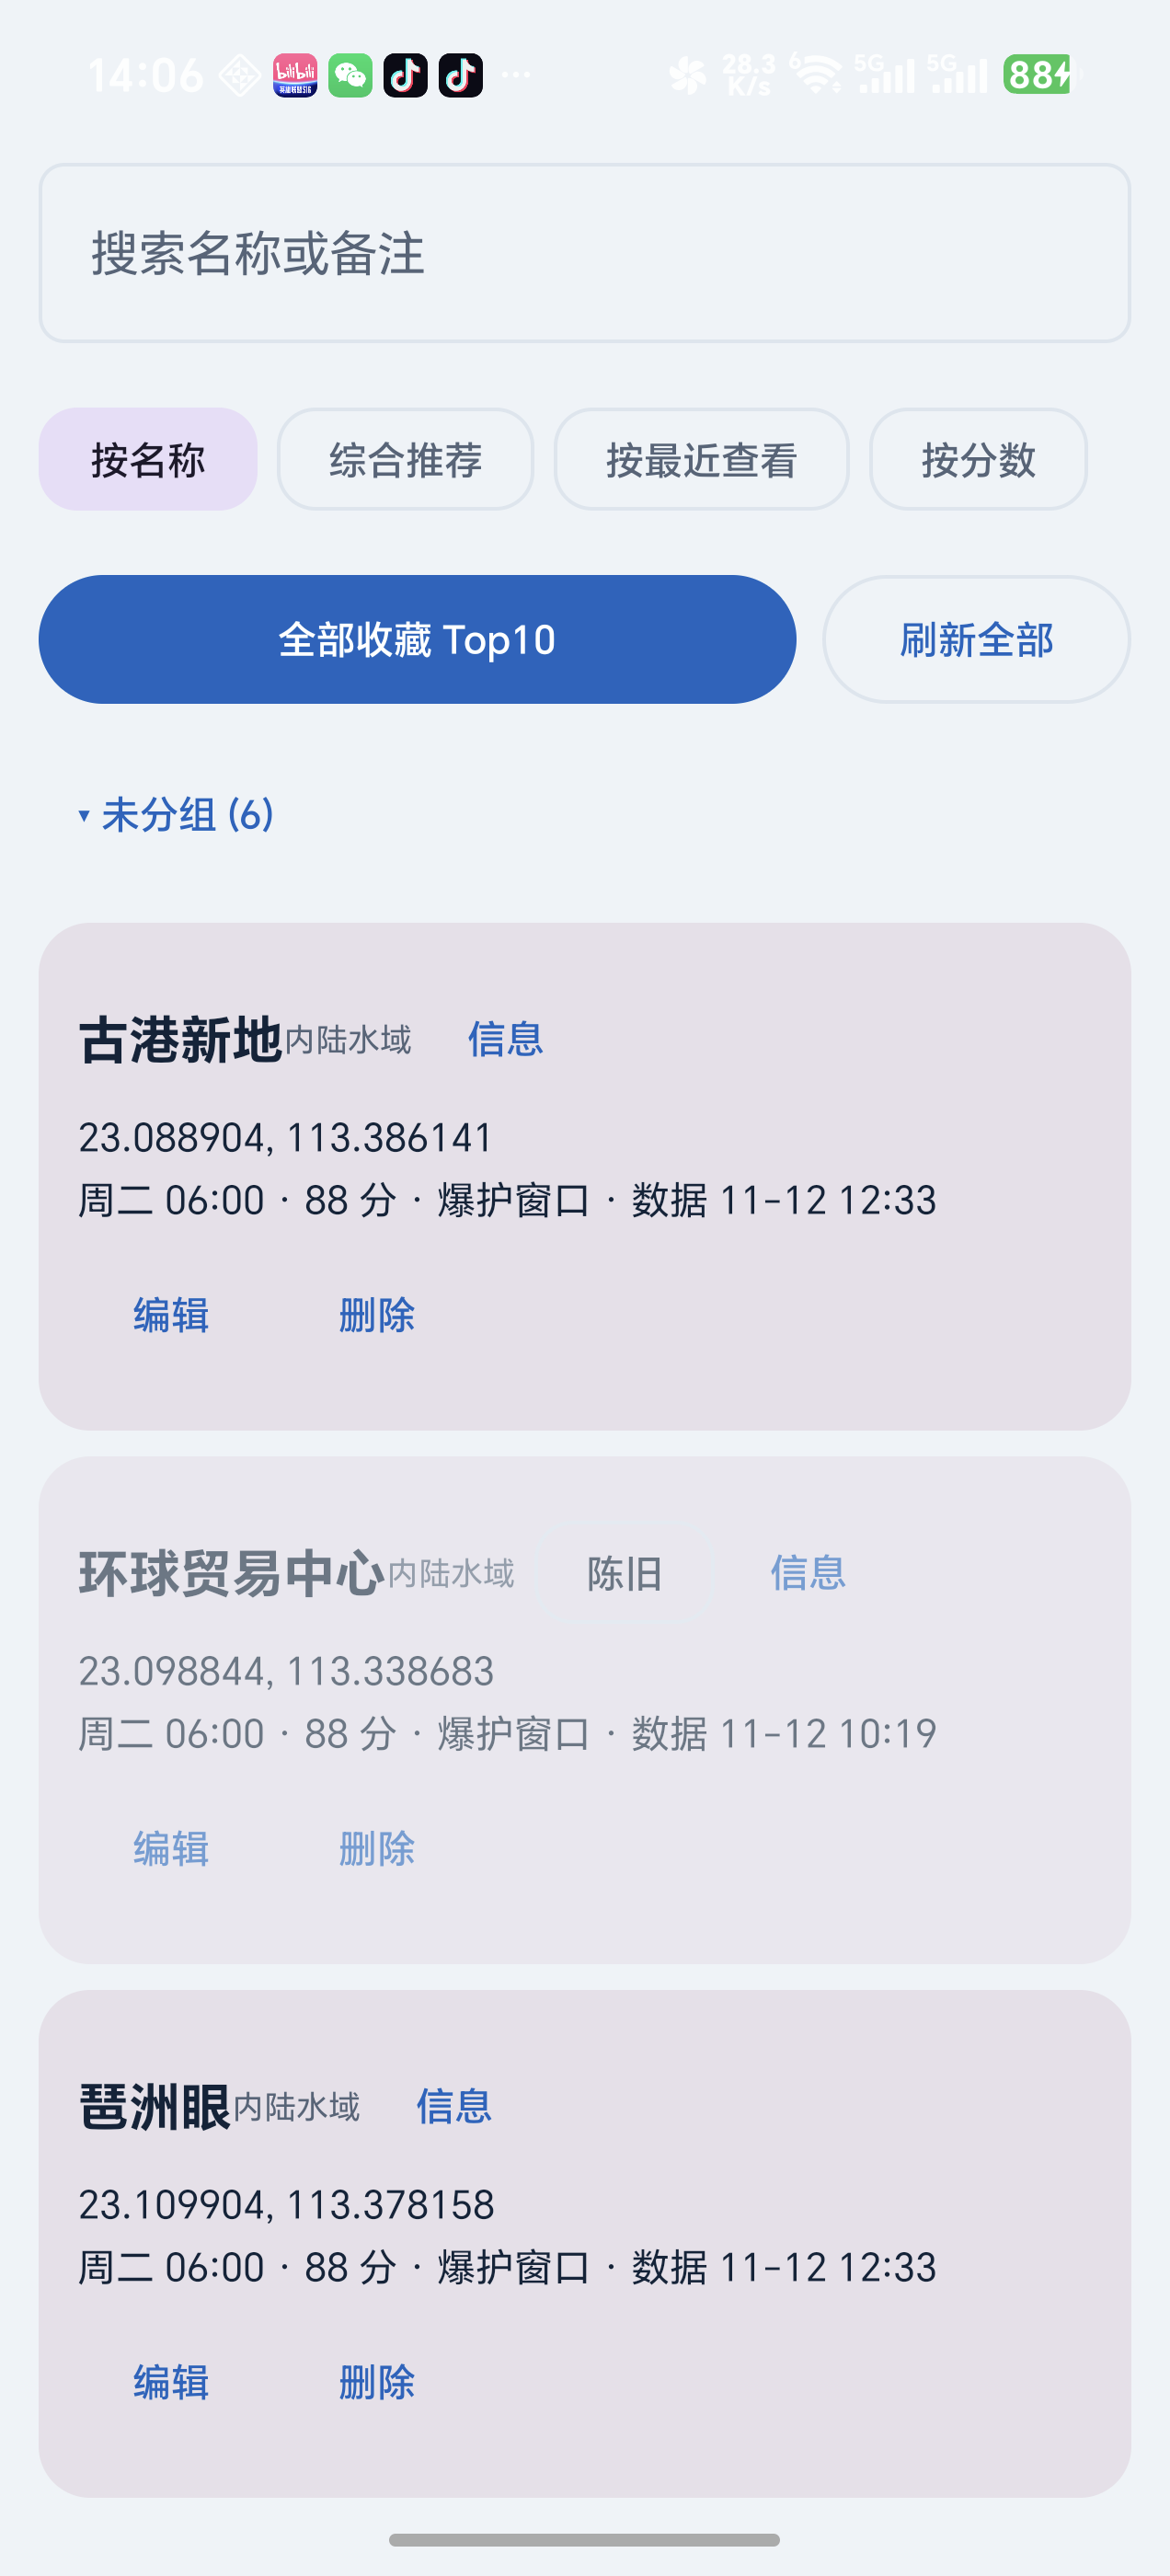 14:06
28.3
K/s
6
5G
5G
88
搜索名称或备注
按名称 综合推荐 按最近查看 按分数
全部收藏 Top10 刷新全部
▾ 未分组 (6)
古港新地内陆水域 信息
23.088904, 113.386141
周二 06:00 · 88 分 · 爆护窗口 · 数据 11-12 12:33
编辑 删除
环球贸易中心内陆水域 陈旧 信息
23.098844, 113.338683
周二 06:00 · 88 分 · 爆护窗口 · 数据 11-12 10:19
编辑 删除
琶洲眼内陆水域 信息
23.109904, 113.378158
周二 06:00 · 88 分 · 爆护窗口 · 数据 11-12 12:33
编辑 删除